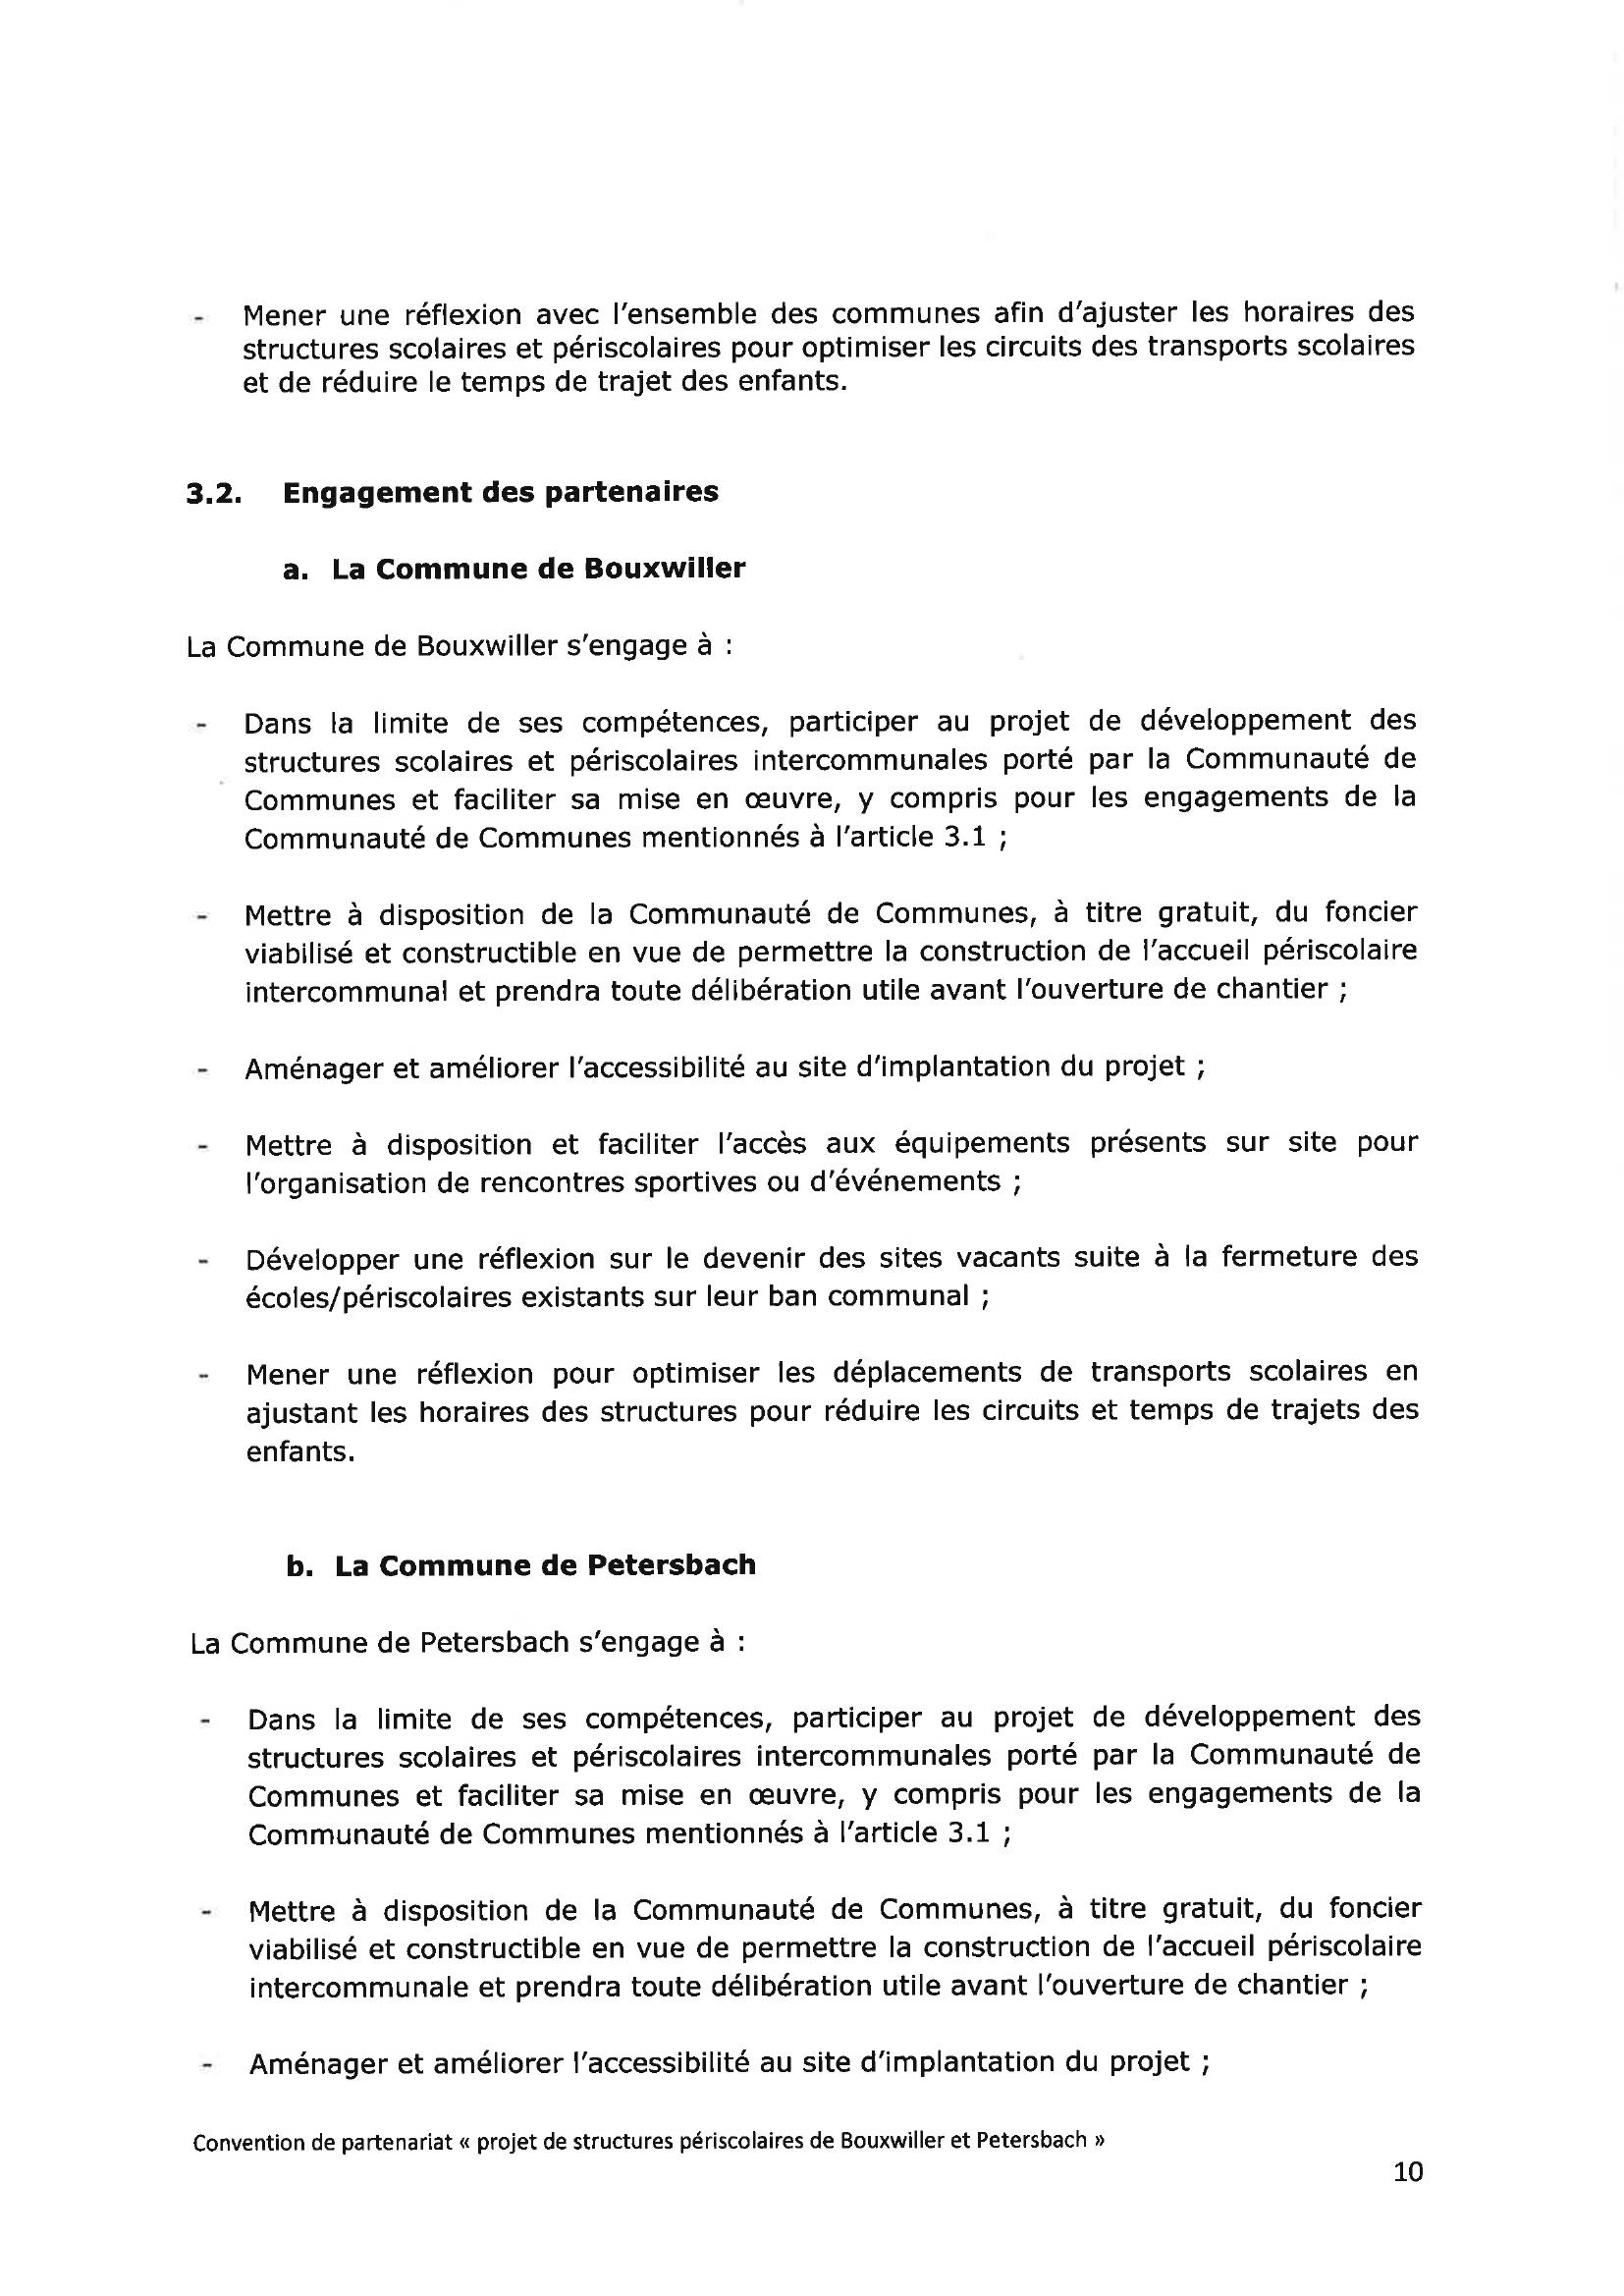 - Mener une réflexion avec l'ensemble des communes afin d'ajuster les horaires des
structures scolaires et périscolaires pour optimiser les circuits des transports scolaires
et de réduire le temps de trajet des enfants.
3.2. Engagement des partenaires
a. La Commune de Bouxwiller
La Commune de Bouxwiller s'engage à :
- Dans la limite de ses compétences, participer au projet de développement des
structures scolaires et périscolaires intercommunales porté par la Communauté de
Communes et faciliter sa mise en œuvre, y compris pour les engagements de la
Communauté de Communes mentionnés à l'article 3.1 ;
- Mettre à disposition de la Communauté de Communes, à titre gratuit, du foncier
viabilisé et constructible en vue de permettre la construction de l'accueil périscolaire
intercommunal et prendra toute délibération utile avant l'ouverture de chantier ;
- Aménager et améliorer l'accessibilité au site d'implantation du projet ;
- Mettre à disposition et faciliter l'accès aux équipements présents sur site pour
l'organisation de rencontres sportives ou d'événements ;
- Développer une réflexion sur le devenir des sites vacants suite à la fermeture des
écoles/périscolaires existants sur leur ban communal ;
- Mener une réflexion pour optimiser les déplacements de transports scolaires en
ajustant les horaires des structures pour réduire les circuits et temps de trajets des
enfants.
b. La Commune de Petersbach
La Commune de Petersbach s'engage à :
- Dans la limite de ses compétences, participer au projet de développement des
structures scolaires et périscolaires intercommunales porté par la Communauté de
Communes et faciliter sa mise en œuvre, y compris pour les engagements de la
Communauté de Communes mentionnés à l'article 3.1 ;
- Mettre à disposition de la Communauté de Communes, à titre gratuit, du foncier
viabilisé et constructible en vue de permettre la construction de l'accueil périscolaire
intercommunale et prendra toute délibération utile avant l'ouverture de chantier ;
- Aménager et améliorer l'accessibilité au site d'implantation du projet ;
Convention de partenariat « projet de structures périscolaires de Bouxwiller et Petersbach »
10